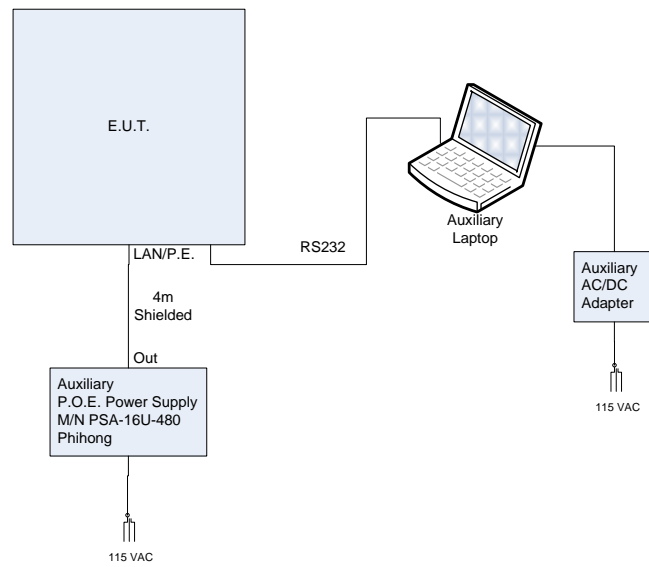 E.U.T.
LAN/P.E.
RS232
Auxiliary
Laptop
Auxiliary
AC/DC
Adapter
115 VAC
4m
Shielded
Out
Auxiliary
P.O.E. Power Supply
M/N PSA-16U-480
Phihong
115 VAC